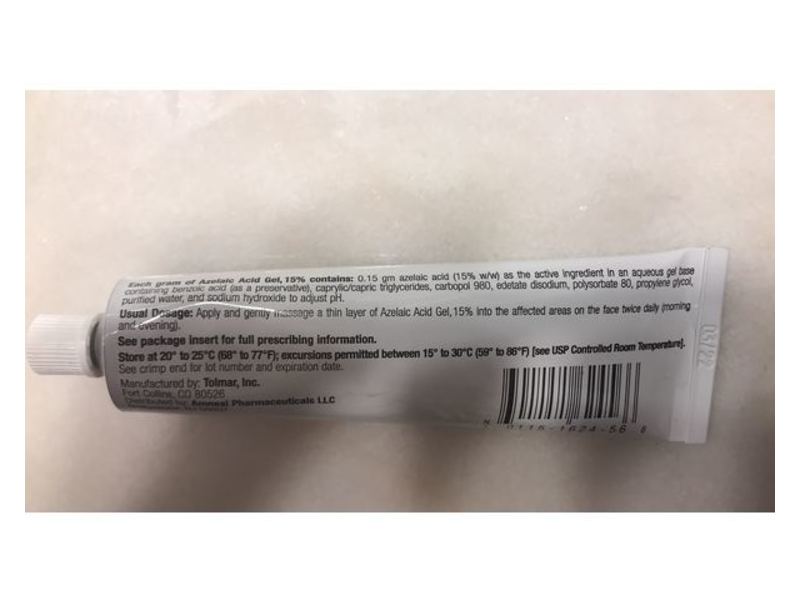 Each gram of Azelaic Acid Gel, 15% contains: 0.15 gm azelaic acid (15% w/w) as the active ingredient in an aqueous gel base
containing benzoic acid (as a preservative), caprylic/capric triglycerides, carbopol 980, edetate disodium, polysorbate 80, propylene glycol,
purified water, and sodium hydroxide to adjust pH.
Usual Dosage: Apply and gently massage a thin layer of Azelaic Acid Gel, 15% into the affected areas on the face twice daily (morning
and evening).
See package insert for full prescribing information.
Store at 20° to 25°C (68° to 77°F); excursions permitted between 15° to 30°C (59° to 86°F) [see USP Controlled Room Temperature].
See crimp end for lot number and expiration date.
Manufactured by: Tolmar, Inc.
Fort Collins, CO 80526
Distributed by: Amneal Pharmaceuticals LLC
N 0115-1624-56 6